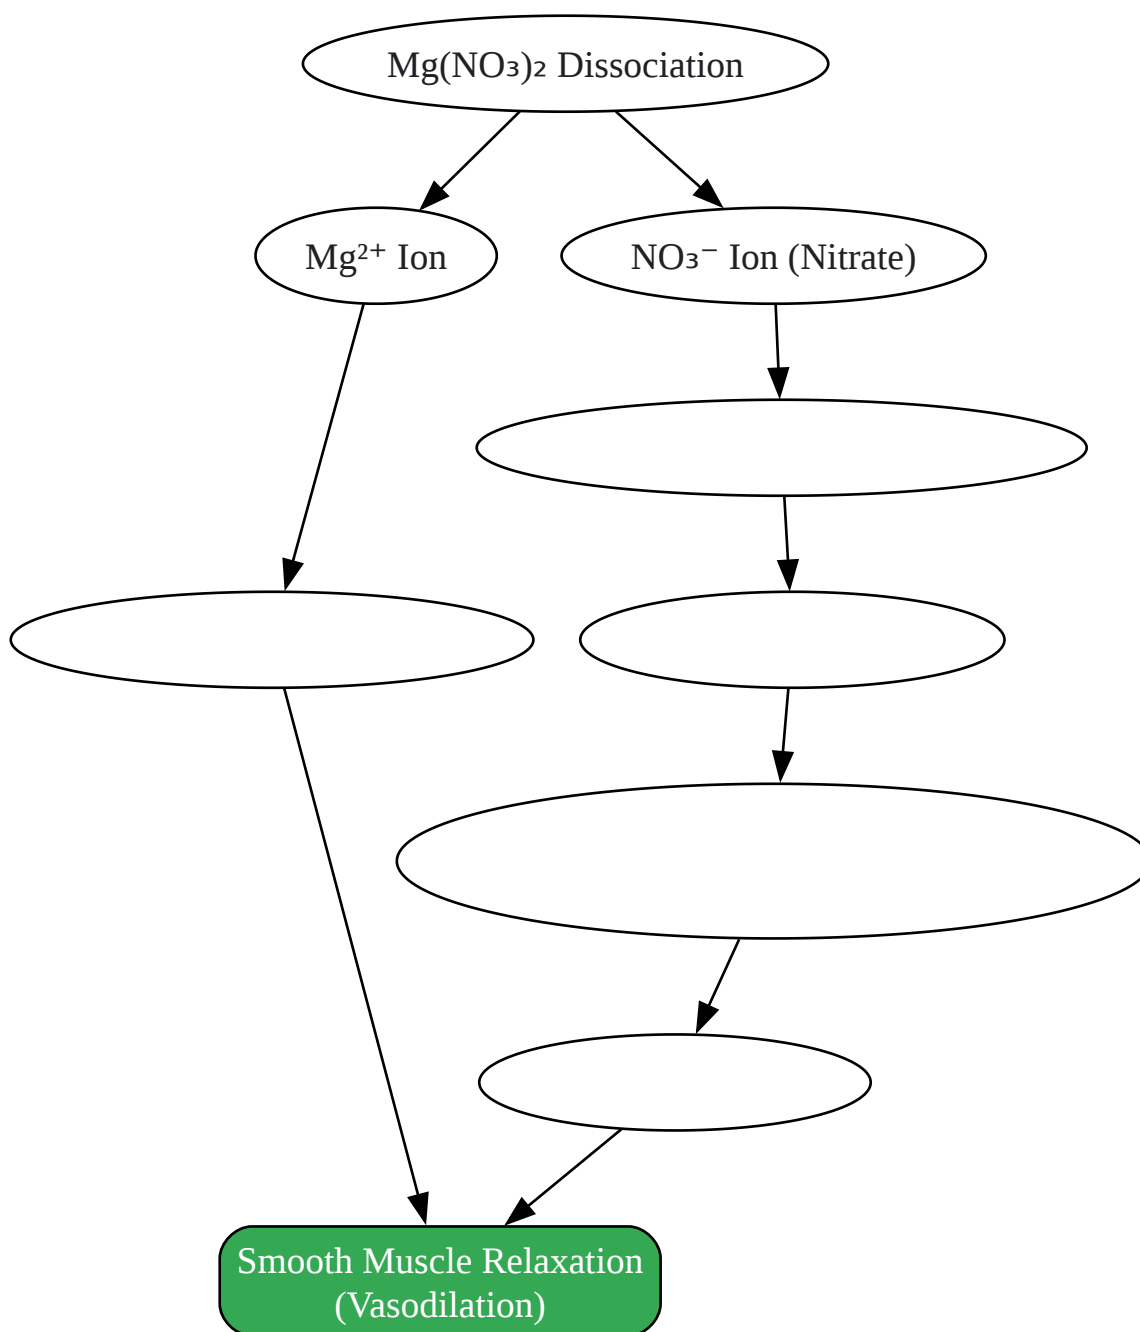 Mg(NO₃)₂ Dissociation
Mg²⁺ Ion
NO₃⁻ Ion (Nitrate)
Smooth Muscle Relaxation
(Vasodilation)